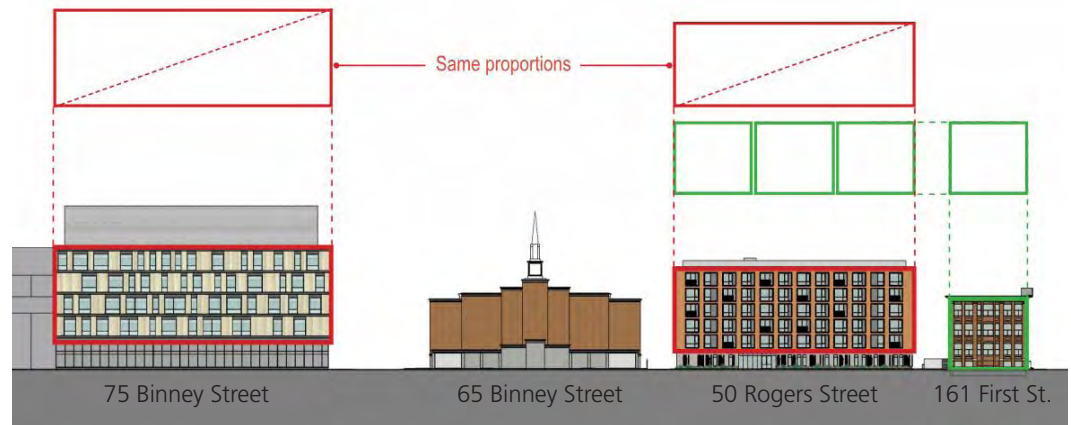 Same proportions
75 Binney Street
65 Binney Street
50 Rogers Street
161 First St.